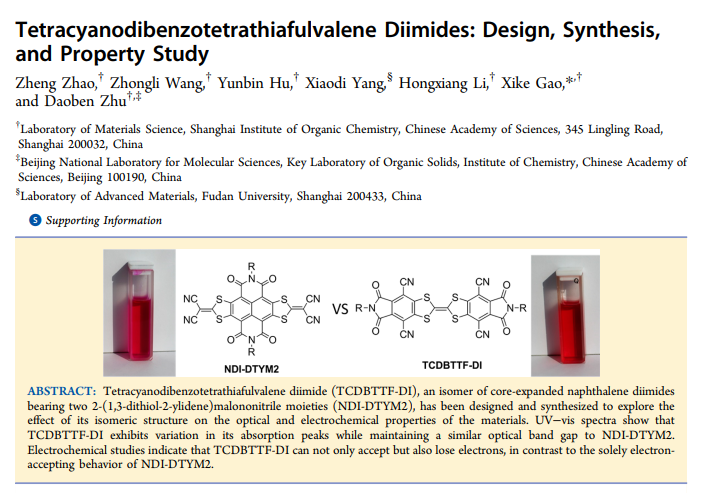 Tetracyanodibenzotetrathiafulvalene Diimides: Design, Synthesis,
and Property Study
Zheng Zhao,† Zhongli Wang,† Yunbin Hu,† Xiaodi Yang,§ Hongxiang Li,† Xike Gao,*,†
and Daoben Zhu†,‡
†Laboratory of Materials Science, Shanghai Institute of Organic Chemistry, Chinese Academy of Sciences, 345 Lingling Road,
Shanghai 200032, China
‡Beijing National Laboratory for Molecular Sciences, Key Laboratory of Organic Solids, Institute of Chemistry, Chinese Academy of
Sciences, Beijing 100190, China
§Laboratory of Advanced Materials, Fudan University, Shanghai 200433, China
S Supporting Information
R
O N O
NC S S CN
NC S S CN
O N O
R
NDI-DTYM2
VS
O CN CN O
R-N S S N-R
S S
O CN CN O
TCDBTTF-DI
ABSTRACT: Tetracyanodibenzotetrathiafulvalene diimide (TCDBTTF-DI), an isomer of core-expanded naphthalene diimides
bearing two 2-(1,3-dithiol-2-ylidene)malononitrile moieties (NDI-DTYM2), has been designed and synthesized to explore the
effect of its isomeric structure on the optical and electrochemical properties of the materials. UV−vis spectra show that
TCDBTTF-DI exhibits variation in its absorption peaks while maintaining a similar optical band gap to NDI-DTYM2.
Electrochemical studies indicate that TCDBTTF-DI can not only accept but also lose electrons, in contrast to the solely electron-
accepting behavior of NDI-DTYM2.